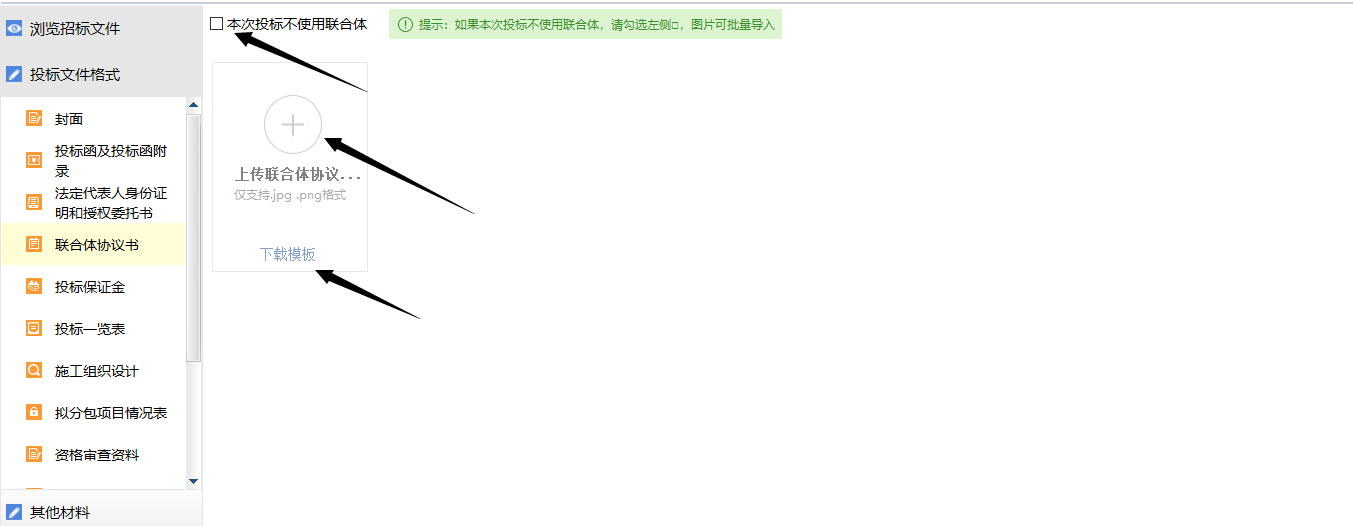 浏览招标文件
投标文件格式
封面
投标函及投标函附
录
法定代表人身份证
明和授权委托书
联合体协议书
投标保证金
投标一览表
施工组织设计
拟分包项目情况表
资格审查资料
其他材料
本次投标不使用联合体
提示：如果本次投标不使用联合体，请勾选左侧▯，图片可批量导入
上传联合体协议...
仅支持.jpg .png格式
下载模板